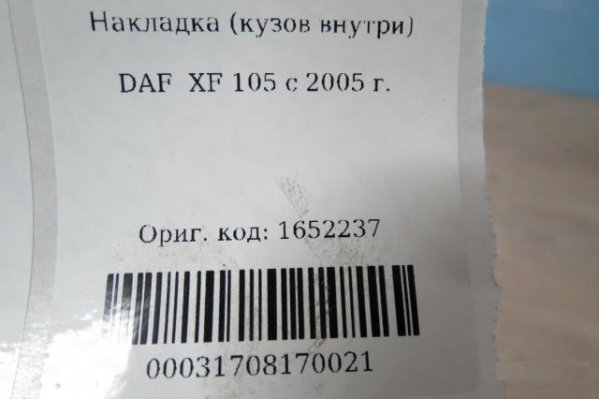 Накладка (кузов внутри)
DAF XF 105 с 2005 г.
Ориг. код: 1652237
00031708170021